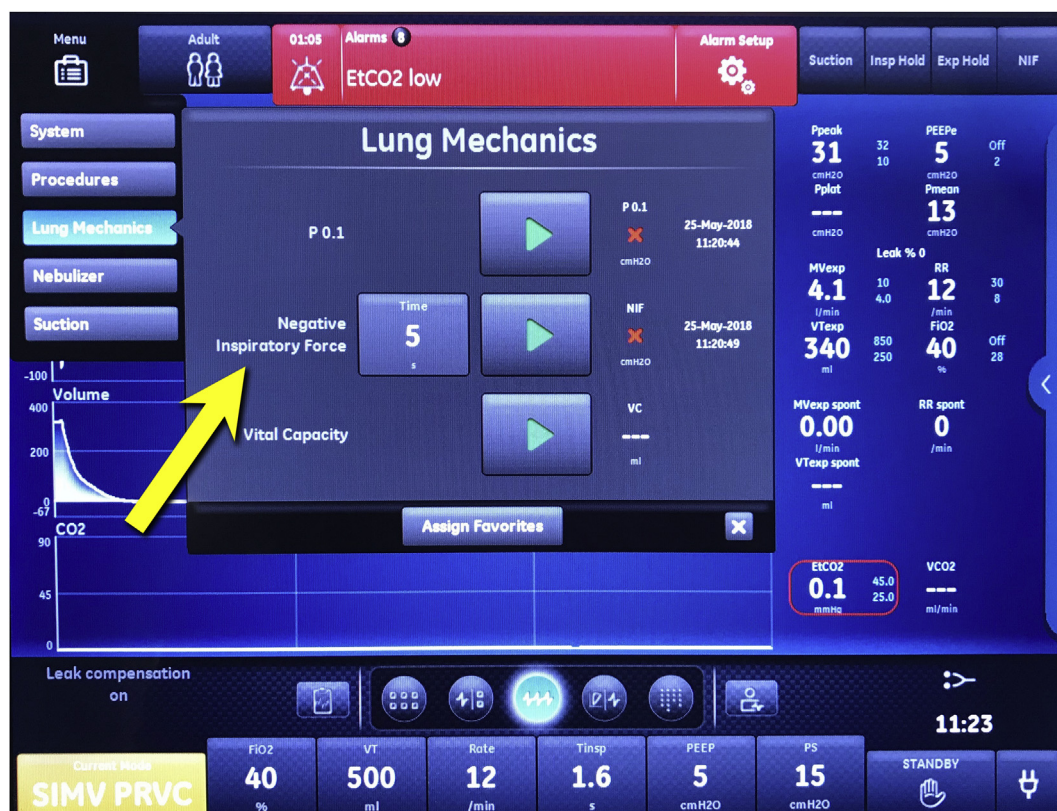 Menu
Adult
01:05
Alarms 8
EtCO2 low
Alarm Setup
Suction
Insp Hold
Exp Hold
NIF
System
Procedures
Lung Mechanics
Nebulizer
Suction
Lung Mechanics
P 0.1
P 0.1
cmH2O
25-May-2018
11:20:44
Negative
Inspiratory Force
Time
5
s
NIF
cmH2O
25-May-2018
11:20:49
Vital Capacity
VC
---
ml
Assign Favorites
Ppeak
31
cmH2O
32
10
PEEPe
5
cmH2O
Off
2
Pplat
---
cmH2O
Pmean
13
cmH2O
Leak % 0
MVexp
4.1
l/min
10
4.0
RR
12
/min
30
8
VTexp
340
ml
850
250
FiO2
40
%
Off
28
MVexp spont
0.00
l/min
RR spont
0
/min
VTexp spont
---
ml
EtCO2
0.1
mmHg
45.0
25.0
VCO2
---
ml/min
-100
Volume
400
200
0
-67
CO2
90
45
0
Leak compensation
on
11:23
Current Mode
SIMV PRVC
FiO2
40
%
VT
500
ml
Rate
12
/min
Tinsp
1.6
s
PEEP
5
cmH2O
PS
15
cmH2O
STANDBY